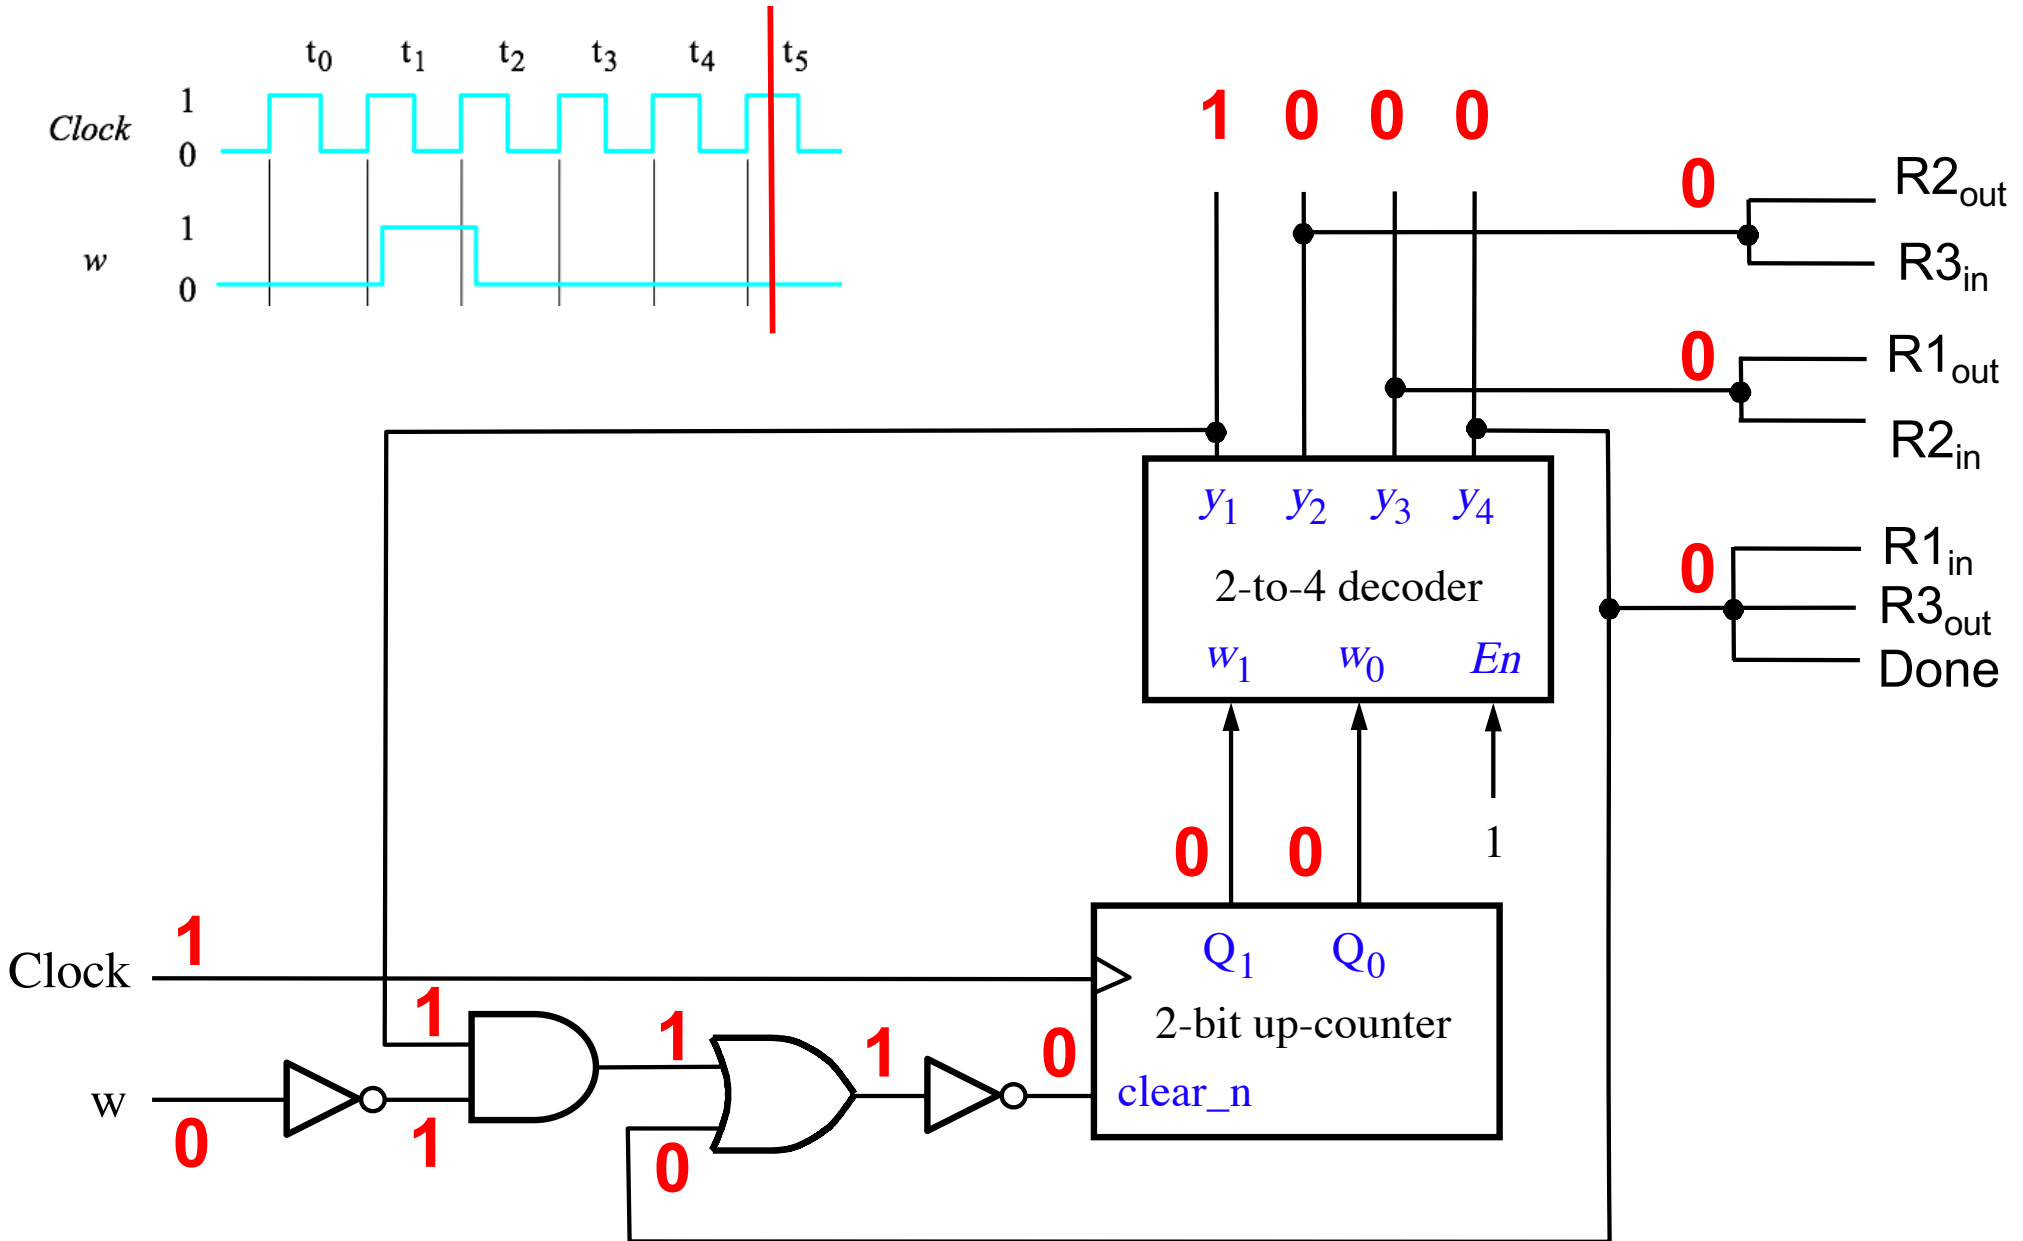 t0 t1 t2 t3 t4 t5
1
Clock
0
1
w
0
1 0 0 0
0
R2out
R3in
0
R1out
R2in
y1 y2 y3 y4
2-to-4 decoder
w1 w0 En
0
R1in
R3out
Done
0 0 1
1
Clock
Q1 Q0
2-bit up-counter
clear_n
1 1 1 0
w
0 1 0